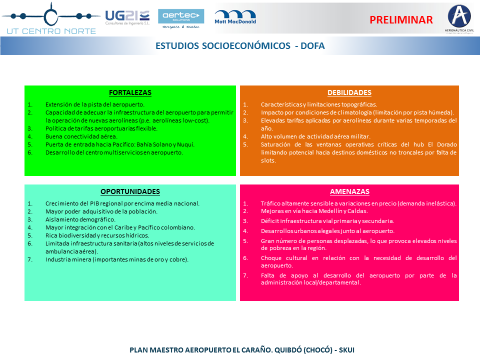 UT CENTRO NORTE
UG21
Consultores de Ingeniería S.L.
aertec
Mott MacDonald
PRELIMINAR
AERONÁUTICA CIVIL
ESTUDIOS SOCIOECONÓMICOS - DOFA
FORTALEZAS
1. Extensión de la pista del aeropuerto.
2. Capacidad de adecuar la infraestructura del aeropuerto para permitir
la operación de nuevas aerolíneas (p.e. aerolíneas low-cost).
3. Política de tarifas aeroportuarias flexible.
4. Buena conectividad aérea.
5. Puerta de entrada hacia Pacífico: Bahía Solano y Nuquí.
6. Desarrollo del centro multiservicios en aeropuerto.
DEBILIDADES
1. Características y limitaciones topográficas.
2. Impacto por condiciones de climatología (limitación por pista húmeda).
3. Elevadas tarifas aplicadas por aerolíneas durante varias temporadas del
año.
4. Alto volumen de actividad aérea militar.
5. Saturación de las ventanas operativas críticas del hub El Dorado
limitando potencial hacia destinos domésticos no troncales por falta de
slots.
OPORTUNIDADES
1. Crecimiento del PIB regional por encima media nacional.
2. Mayor poder adquisitivo de la población.
3. Aislamiento demográfico.
4. Mayor integración con el Caribe y Pacífico colombiano.
5. Rica biodiversidad y recursos hídricos.
6. Limitada infraestructura sanitaria (altos niveles de servicios de
ambulancia aérea).
7. Industria minera (importantes minas de oro y cobre).
AMENAZAS
1. Tráfico altamente sensible a variaciones en precio (demanda inelástica).
2. Mejoras en vía hacia Medellín y Caldas.
3. Déficit infraestructura vial primaria y secundaria.
4. Desarrollos urbanos alegales junto al aeropuerto.
5. Gran número de personas desplazadas, lo que provoca elevados niveles
de pobreza en la región.
6. Choque cultural en relación con la necesidad de desarrollo del
aeropuerto.
7. Falta de apoyo al desarrollo del aeropuerto por parte de la
administración local/departamental.
PLAN MAESTRO AEROPUERTO EL CARAÑO. QUIBDÓ (CHOCÓ) - SKUI